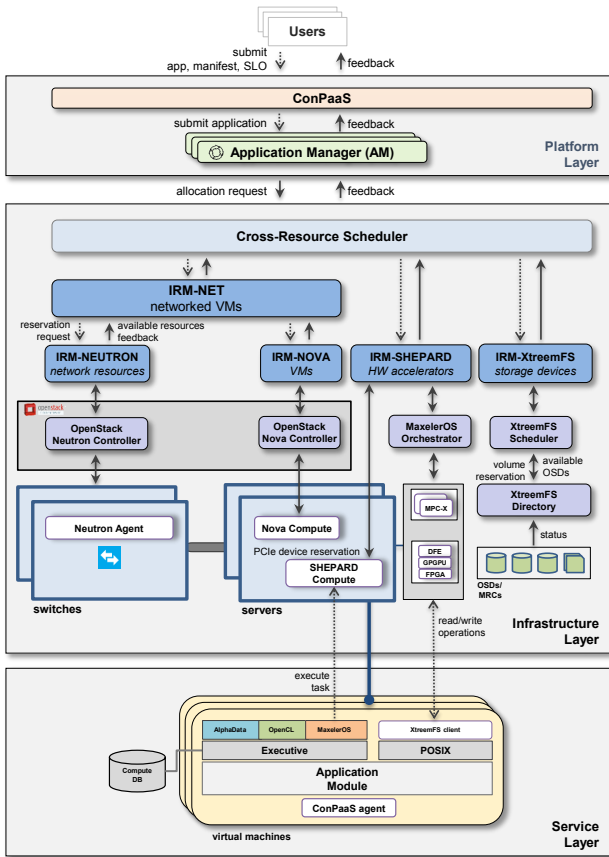 Users
submit
app, manifest, SLO
feedback
ConPaaS
submit application
feedback
Application Manager (AM)
Platform
Layer
allocation request
feedback
Cross-Resource Scheduler
IRM-NET
networked VMs
reservation
request
available resources
feedback
IRM-NEUTRON
network resources
IRM-NOVA
VMs
IRM-SHEPARD
HW accelerators
IRM-XtreemFS
storage devices
openstack
OpenStack
Neutron Controller
OpenStack
Nova Controller
MaxelerOS
Orchestrator
XtreemFS
Scheduler
volume
reservation
available
OSDs
Neutron Agent
Nova Compute
MPC-X
XtreemFS
Directory
PCIe device reservation
SHEPARD
Compute
DFE
GPGPU
FPGA
status
OSDs/
MRCs
switches
servers
read/write
operations
Infrastructure
Layer
execute
task
AlphaData
OpenCL
MaxelerOS
XtreemFS client
Executive
POSIX
Compute
DB
Application
Module
ConPaaS agent
virtual machines
Service
Layer